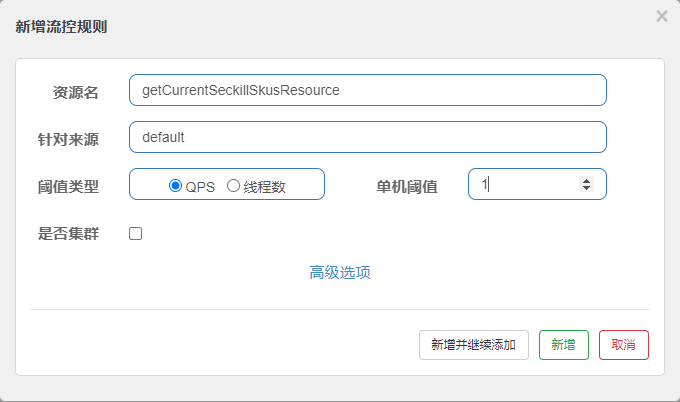 新增流控规则
×
资源名 getCurrentSeckillSkusResource
针对来源 default
阈值类型 QPS 线程数 单机阈值 1
是否集群
高级选项
新增并继续添加 新增 取消